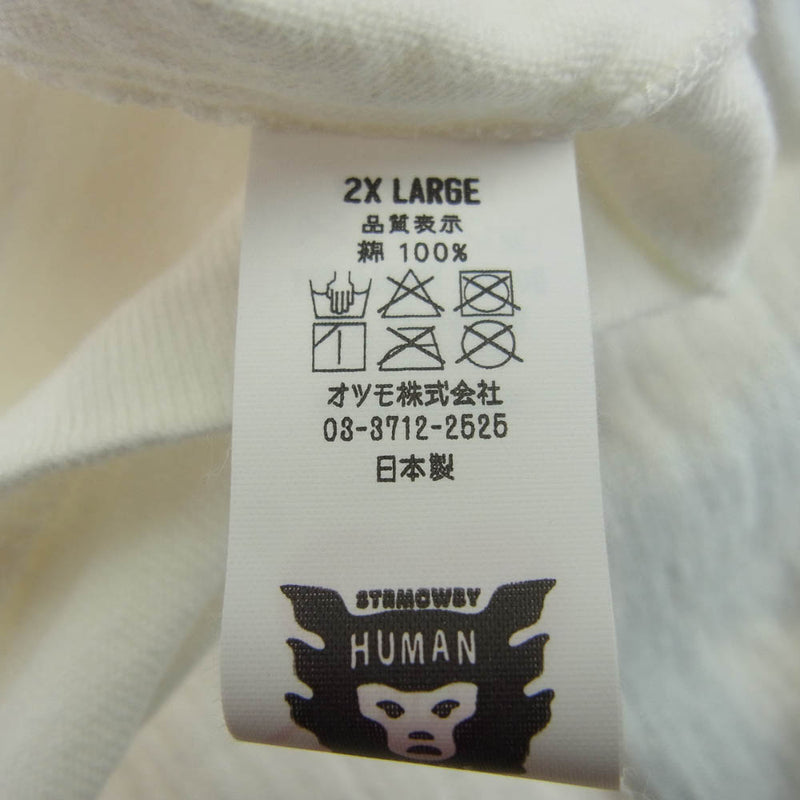 2X LARGE
品質表示
綿 100%
オツモ株式会社
03-3712-2525
日本製
STRMCWBY
HUMAN